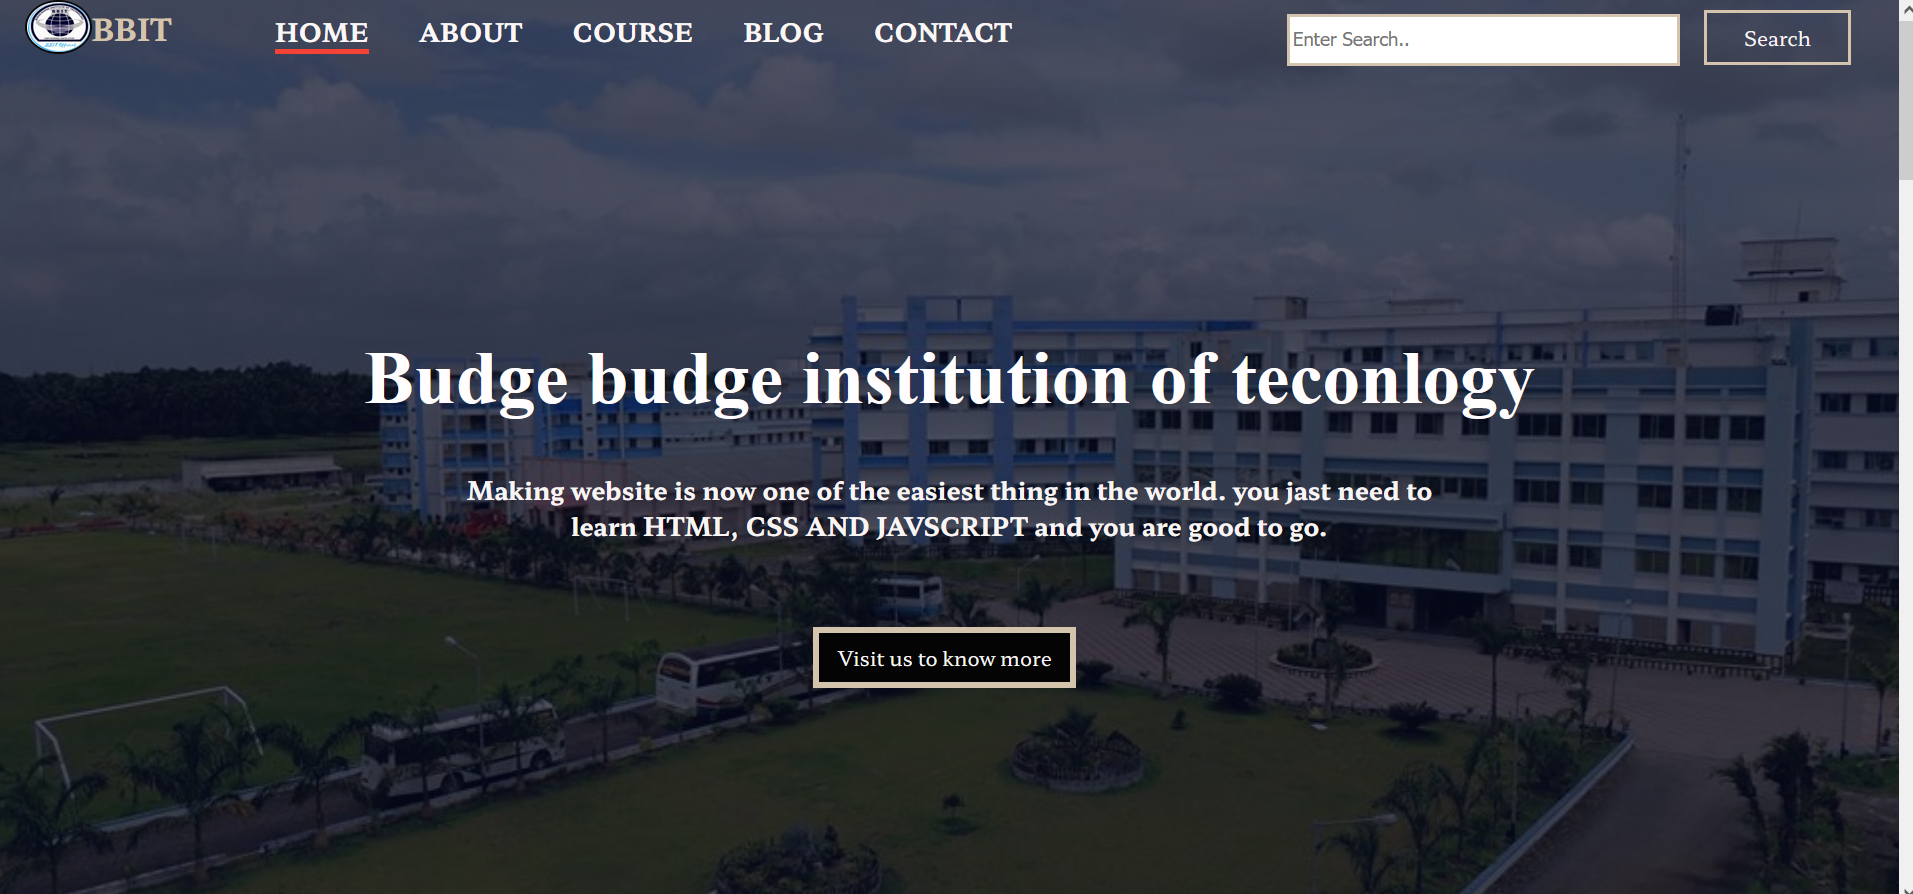 BBIT
BBIT
HOME
ABOUT
COURSE
BLOG
CONTACT
Enter Search..
Search
Budge budge institution of teconlogy
Making website is now one of the easiest thing in the world. you jast need to
learn HTML, CSS AND JAVSCRIPT and you are good to go.
Visit us to know more